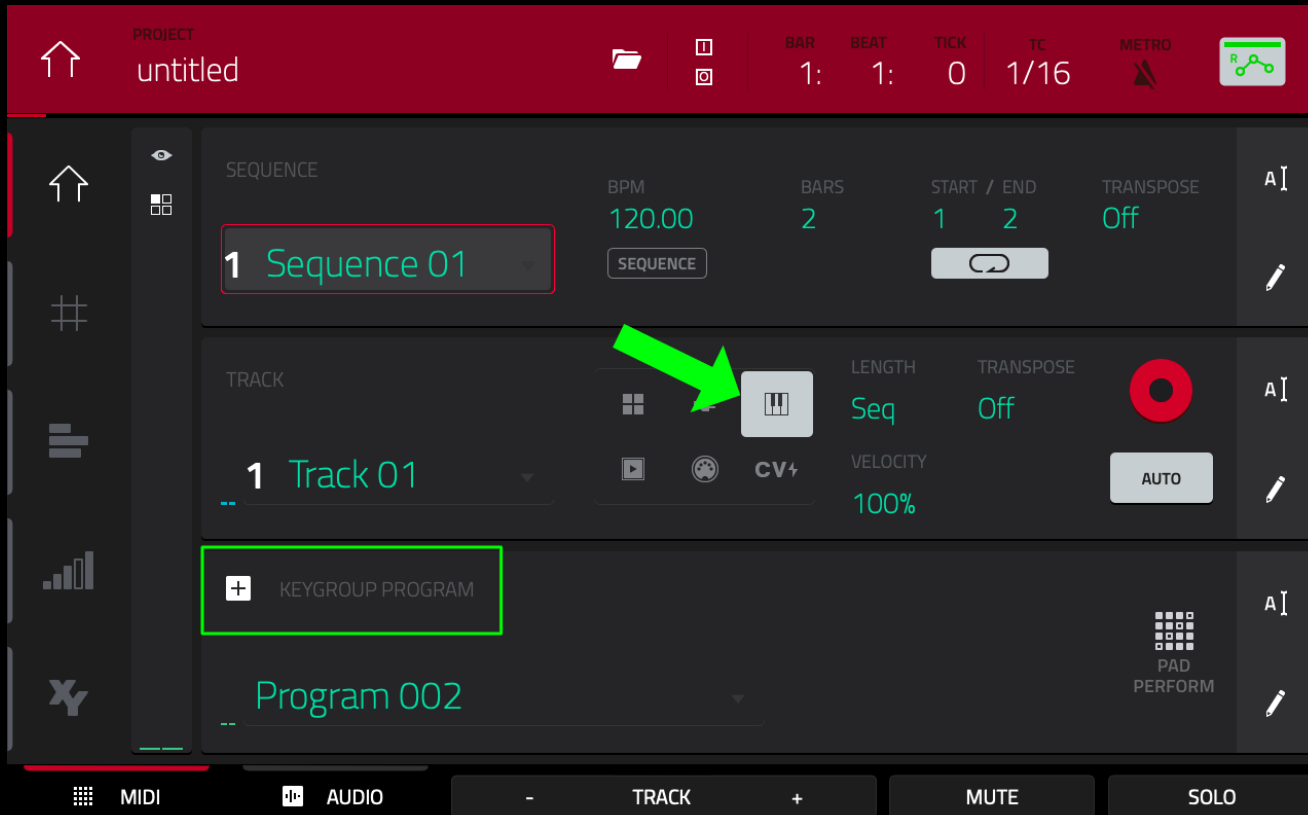 PROJECT
untitled
BAR BEAT TICK TC METRO
1: 1: 0 1/16
R
SEQUENCE
BPM BARS START / END TRANSPOSE
120.00 2 1 2 Off
1 Sequence 01
SEQUENCE
A
TRACK
LENGTH TRANSPOSE
Seq Off
A
1 Track 01
CV
VELOCITY
100%
AUTO
KEYGROUP PROGRAM
A
PAD
PERFORM
Program 002
XY
MIDI AUDIO - TRACK + MUTE SOLO